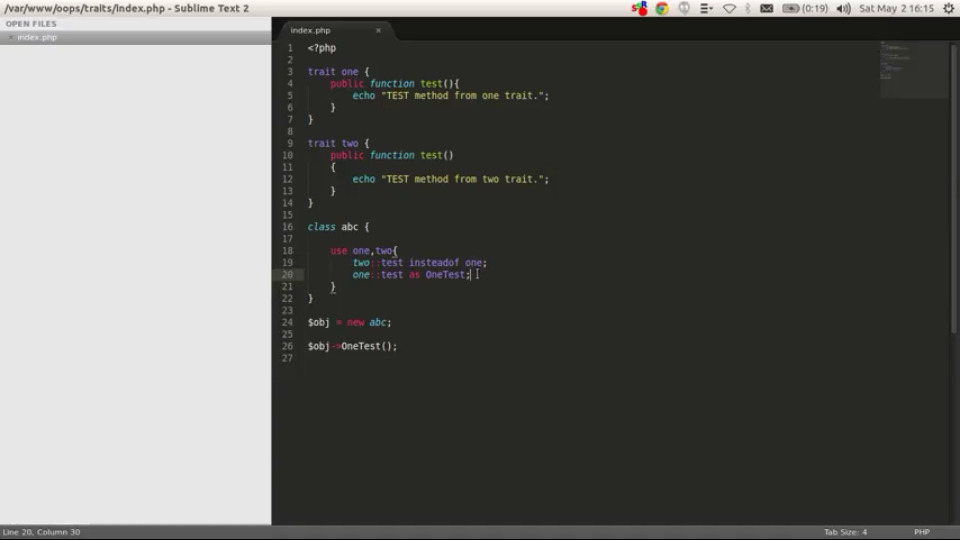 /var/www/oops/traits/index.php - Sublime Text 2
(0:19) Sat May 2 16:15
OPEN FILES
index.php
index.php ×
1 <?php
2
3 trait one {
4 public function test(){
5 echo "TEST method from one trait.";
6 }
7 }
8
9 trait two {
10 public function test()
11 {
12 echo "TEST method from two trait.";
13 }
14 }
15
16 class abc {
17
18 use one,two{
19 two::test insteadof one;
20 one::test as OneTest;
21 }
22 }
23
24 $obj = new abc;
25
26 $obj->OneTest();
27
Line 20, Column 30
Tab Size: 4
PHP